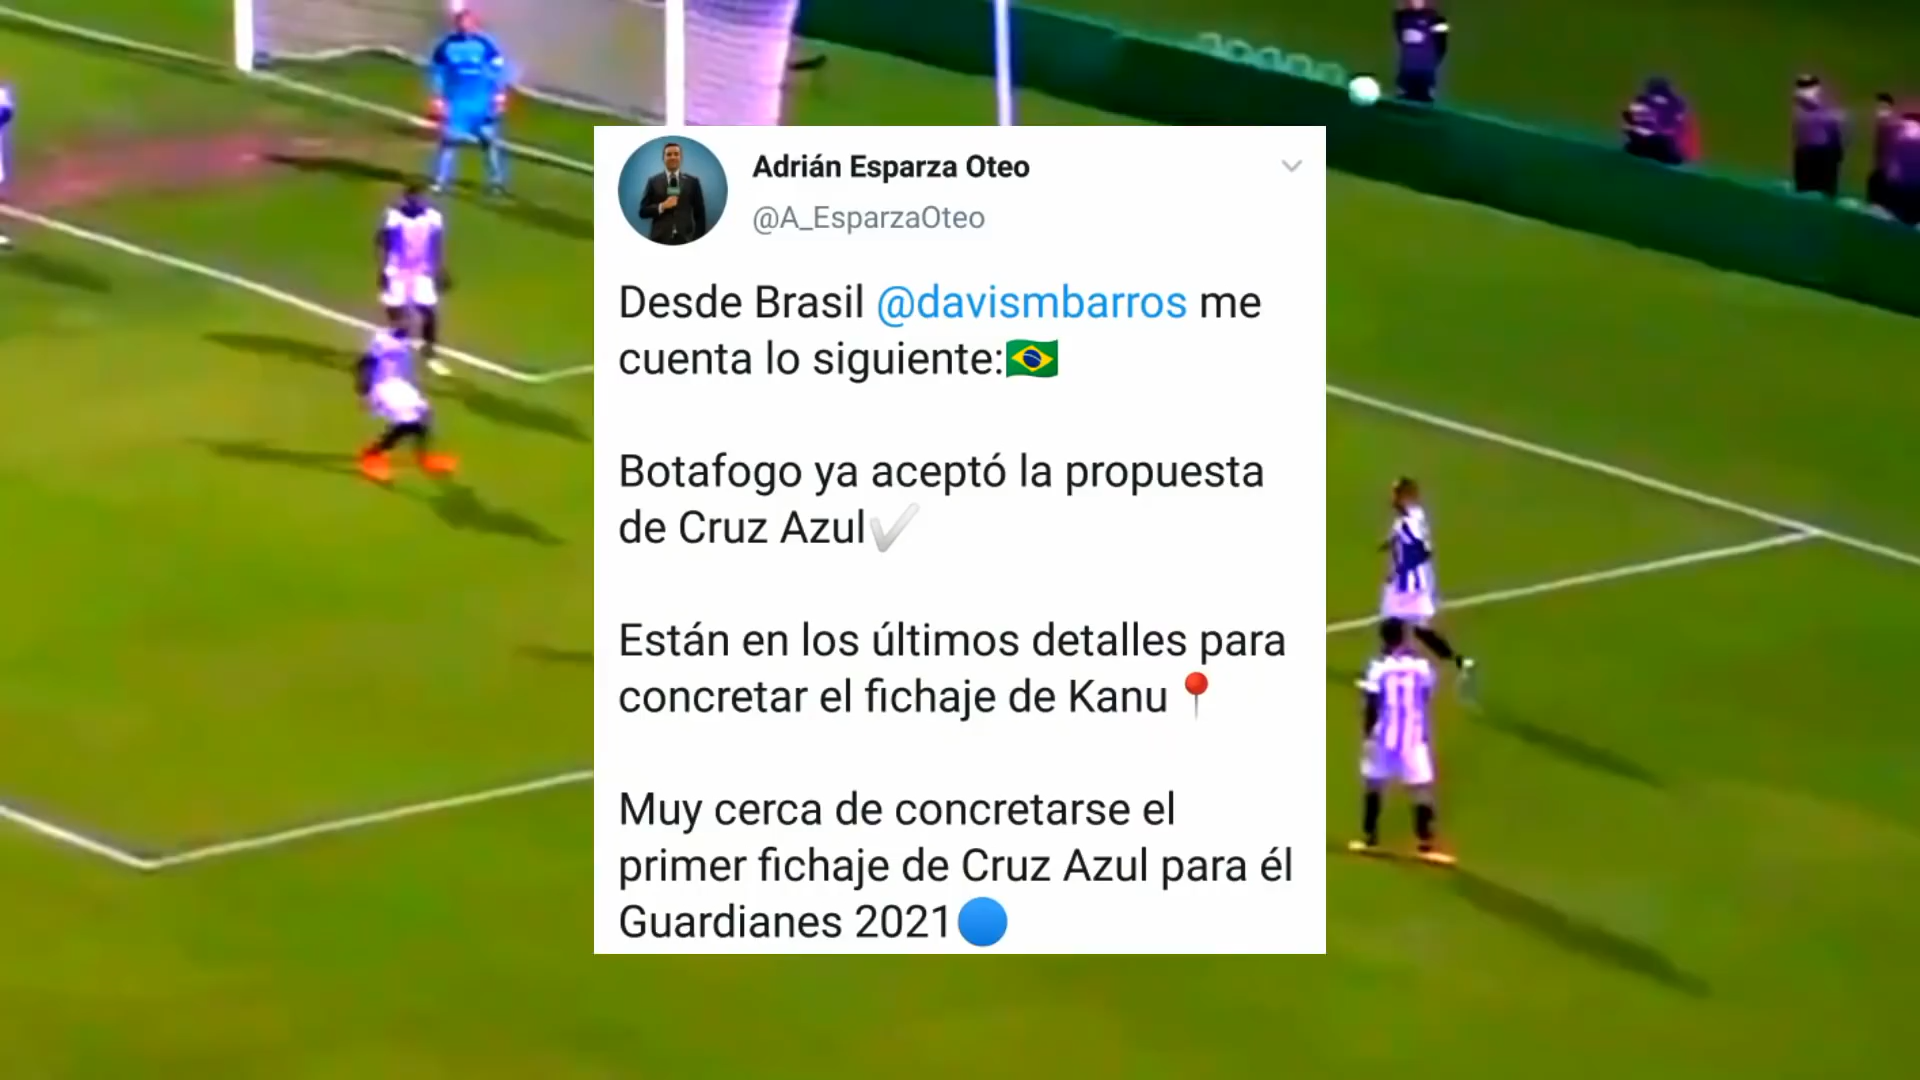 Adrián Esparza Oteo
@A_EsparzaOteo
Desde Brasil @davismbarros me
cuenta lo siguiente:🇧🇷
Botafogo ya aceptó la propuesta
de Cruz Azul✔️
Están en los últimos detalles para
concretar el fichaje de Kanu📍
Muy cerca de concretarse el
primer fichaje de Cruz Azul para él
Guardianes 2021🔵